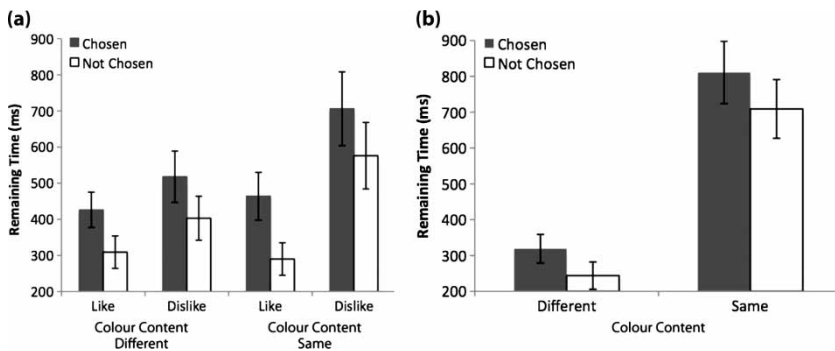 (a)
900
800
700
600
500
400
300
200
Remaining Time (ms)
Chosen
Not Chosen
Like Dislike Like Dislike
Colour Content Colour Content
Different Same
(b)
900
800
700
600
500
400
300
200
Remaining Time (ms)
Chosen
Not Chosen
Different Same
Colour Content